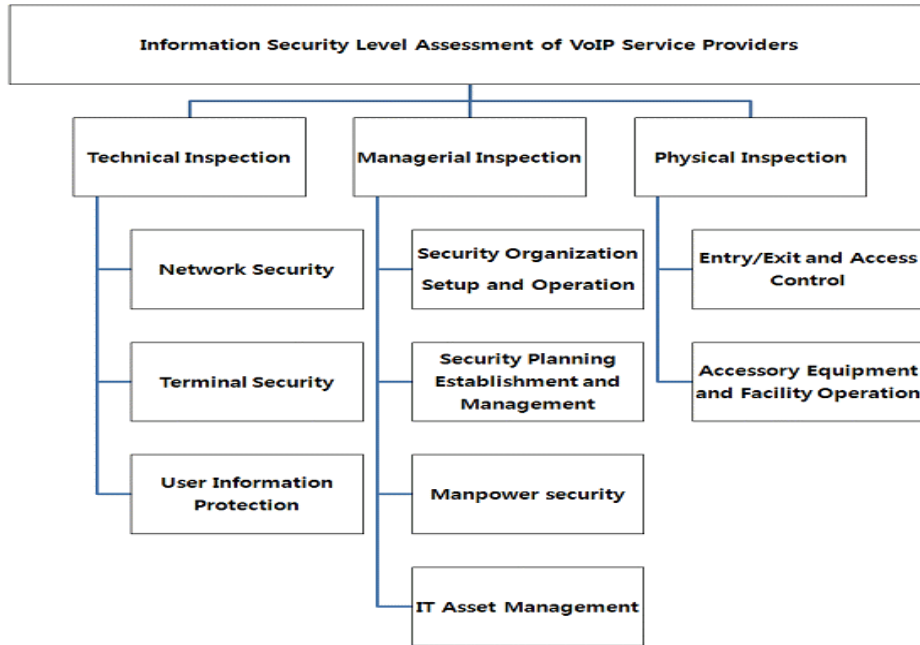 Information Security Level Assessment of VoIP Service Providers
Technical Inspection
Managerial Inspection
Physical Inspection
Network Security
Terminal Security
User Information
Protection
Security Organization
Setup and Operation
Security Planning
Establishment and
Management
Manpower security
IT Asset Management
Entry/Exit and Access
Control
Accessory Equipment
and Facility Operation